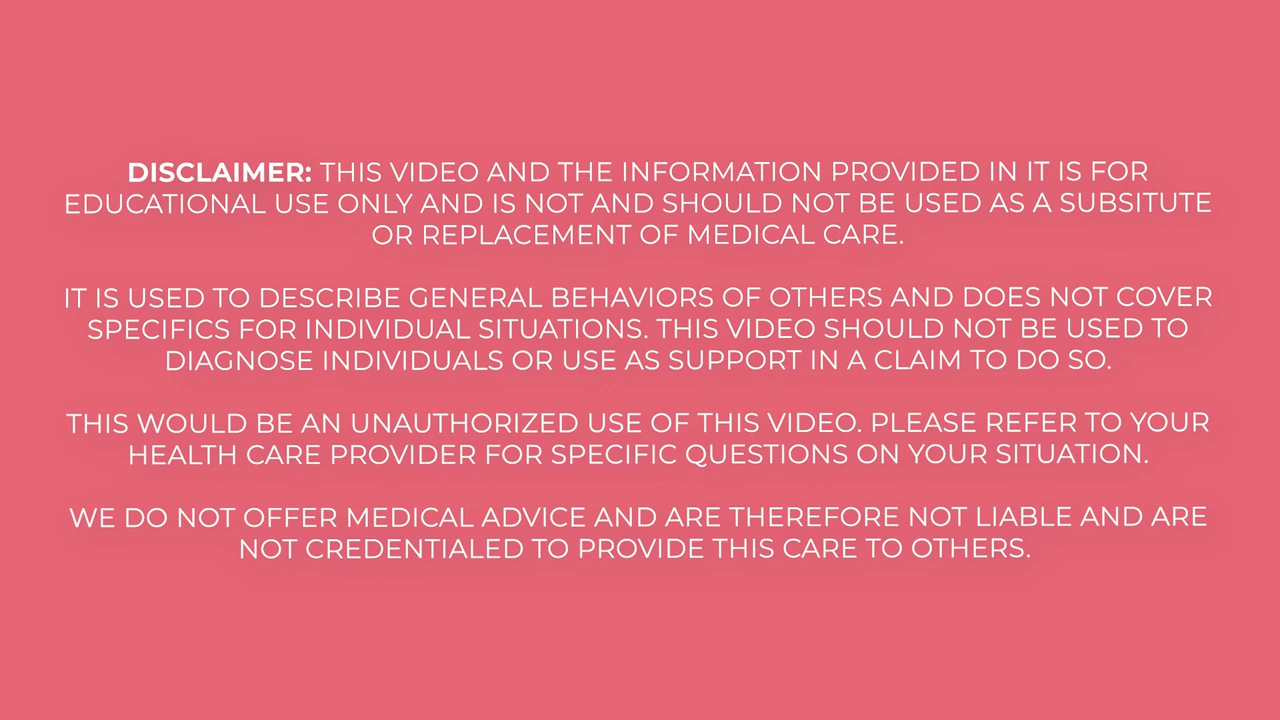 DISCLAIMER: THIS VIDEO AND THE INFORMATION PROVIDED IN IT IS FOR
EDUCATIONAL USE ONLY AND IS NOT AND SHOULD NOT BE USED AS A SUBSITUTE
OR REPLACEMENT OF MEDICAL CARE.
IT IS USED TO DESCRIBE GENERAL BEHAVIORS OF OTHERS AND DOES NOT COVER
SPECIFICS FOR INDIVIDUAL SITUATIONS. THIS VIDEO SHOULD NOT BE USED TO
DIAGNOSE INDIVIDUALS OR USE AS SUPPORT IN A CLAIM TO DO SO.
THIS WOULD BE AN UNAUTHORIZED USE OF THIS VIDEO. PLEASE REFER TO YOUR
HEALTH CARE PROVIDER FOR SPECIFIC QUESTIONS ON YOUR SITUATION.
WE DO NOT OFFER MEDICAL ADVICE AND ARE THEREFORE NOT LIABLE AND ARE
NOT CREDENTIALED TO PROVIDE THIS CARE TO OTHERS.